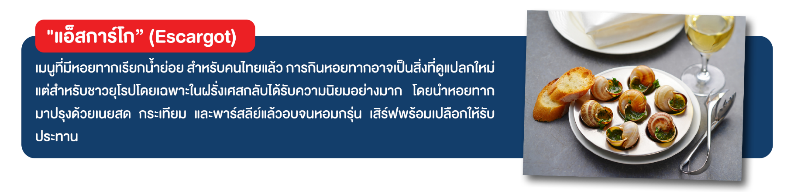 "แอ็สการ์โก” (Escargot)
เมนูที่มีหอยทากเรียกน้ำย่อย สำหรับคนไทยแล้ว การกินหอยทากอาจเป็นสิ่งที่ดูแปลกใหม่
แต่สำหรับชาวยุโรปโดยเฉพาะในฝรั่งเศสกลับได้รับความนิยมอย่างมาก โดยนำหอยทาก
มาปรุงด้วยเนยสด กระเทียม และพาร์สลีย์แล้วอบจนหอมกรุ่น เสิร์ฟพร้อมเปลือกให้รับ
ประทาน